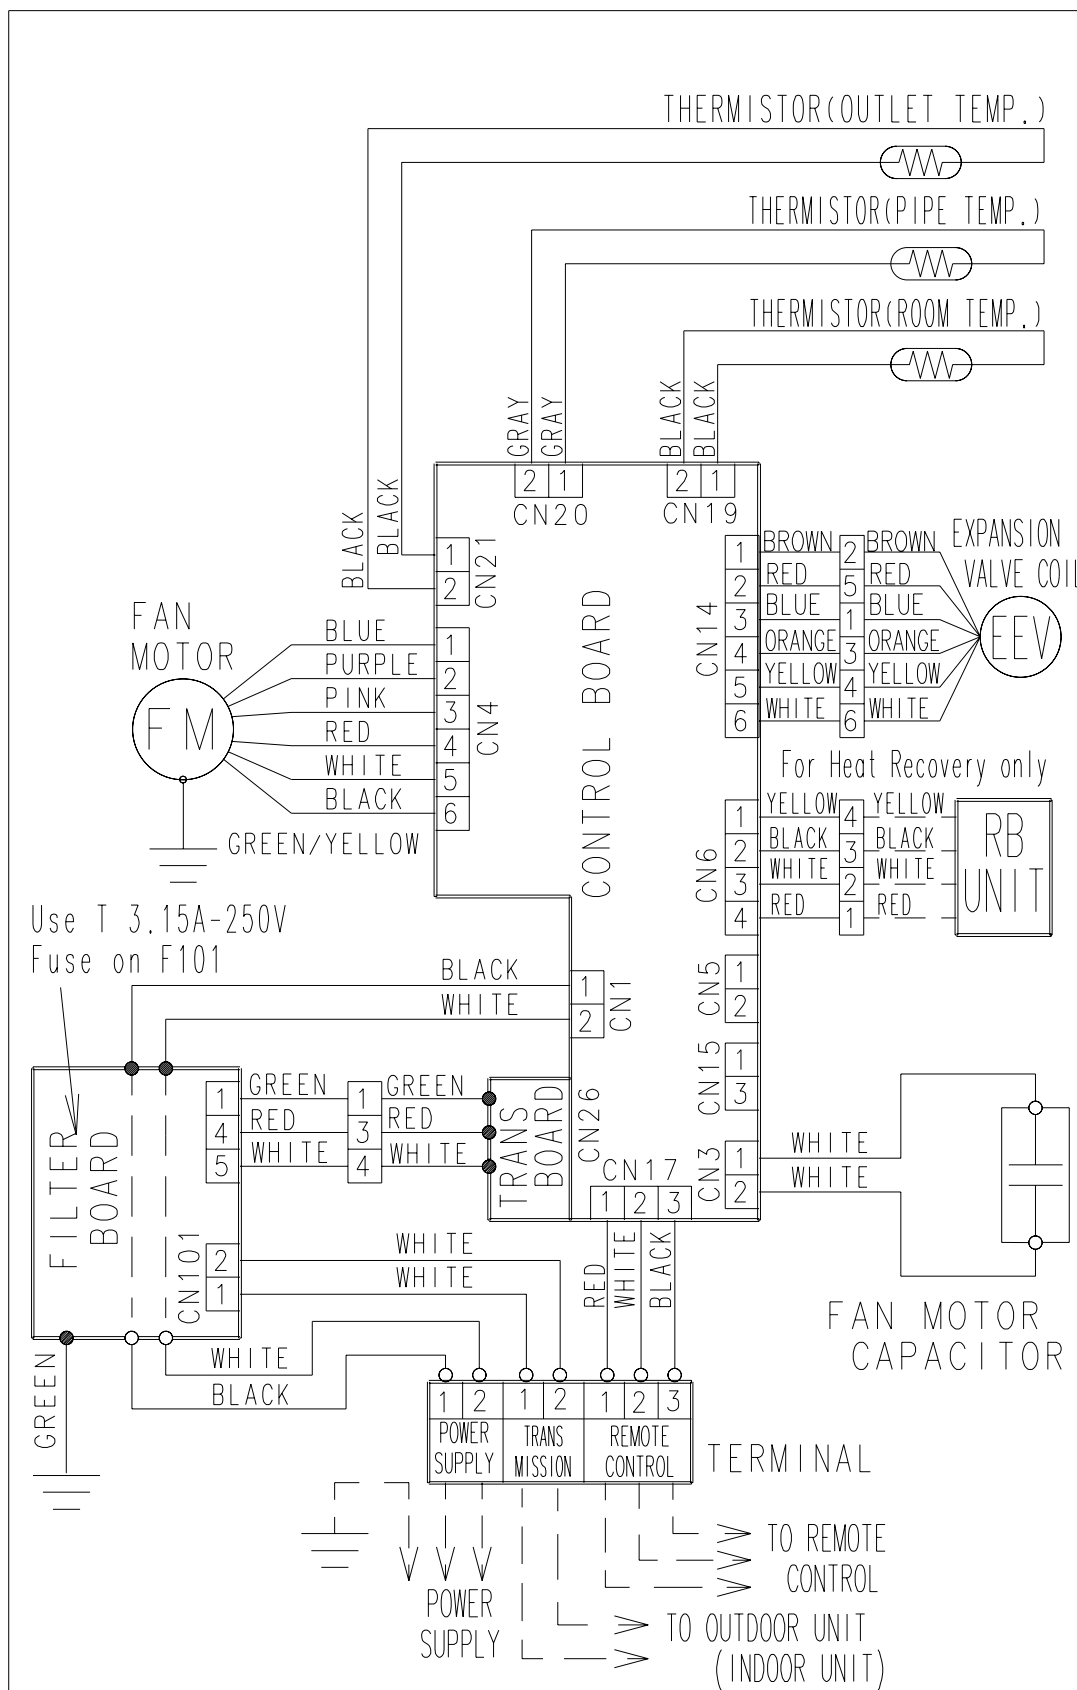 THERMISTOR(OUTLET TEMP.)
THERMISTOR(PIPE TEMP.)
THERMISTOR(ROOM TEMP.)
GRAY
GRAY
BLACK
BLACK
2 1
CN20
2 1
CN19
BLACK
BLACK
1
2
CN21
FAN
MOTOR
FM
BLUE
PURPLE
PINK
RED
WHITE
BLACK
1
2
3
4
5
6
CN4
GREEN/YELLOW
CONTROL BOARD
CN14
1 BROWN 2 BROWN
2 RED 5 RED
3 BLUE 1 BLUE
4 ORANGE 3 ORANGE
5 YELLOW 4 YELLOW
6 WHITE 6 WHITE
EXPANSION
VALVE COIL
EEV
For Heat Recovery only
CN6
1 YELLOW 4 YELLOW
2 BLACK 3 BLACK
3 WHITE 2 WHITE
4 RED 1 RED
RB
UNIT
Use T 3.15A-250V
Fuse on F101
BLACK
WHITE
1
2
CN1
CN5
1
2
CN15
1
3
CN3
1
2
WHITE
WHITE
FAN MOTOR
CAPACITOR
FILTER
BOARD
1 GREEN 1 GREEN
4 RED 3 RED
5 WHITE 4 WHITE
TRANS
BOARD
CN26
CN17
1 2 3
RED
WHITE
BLACK
CN101
2
1
WHITE
WHITE
WHITE
BLACK
GREEN
1 2 1 2 1 2 3
POWER
SUPPLY
TRANS
MISSION
REMOTE
CONTROL
TERMINAL
TO REMOTE
CONTROL
POWER
SUPPLY
TO OUTDOOR UNIT
(INDOOR UNIT)